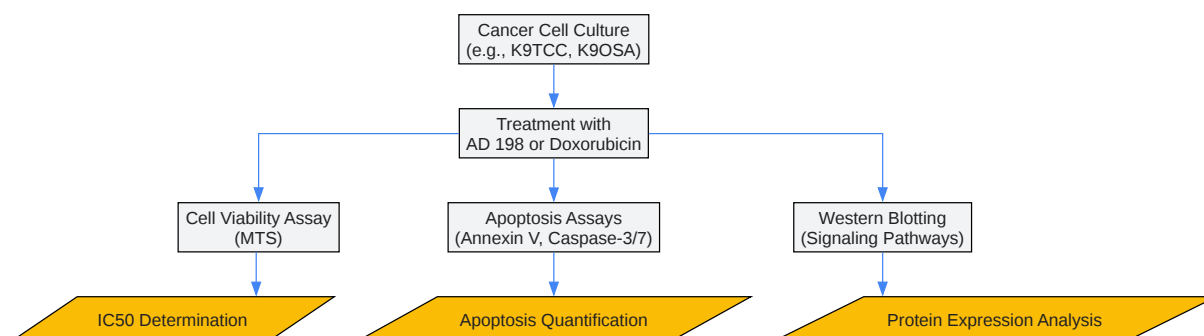 Cancer Cell Culture
(e.g., K9TCC, K9OSA)
Treatment with
AD 198 or Doxorubicin
Cell Viability Assay
(MTS)
Apoptosis Assays
(Annexin V, Caspase-3/7)
Western Blotting
(Signaling Pathways)
IC50 Determination
Apoptosis Quantification
Protein Expression Analysis